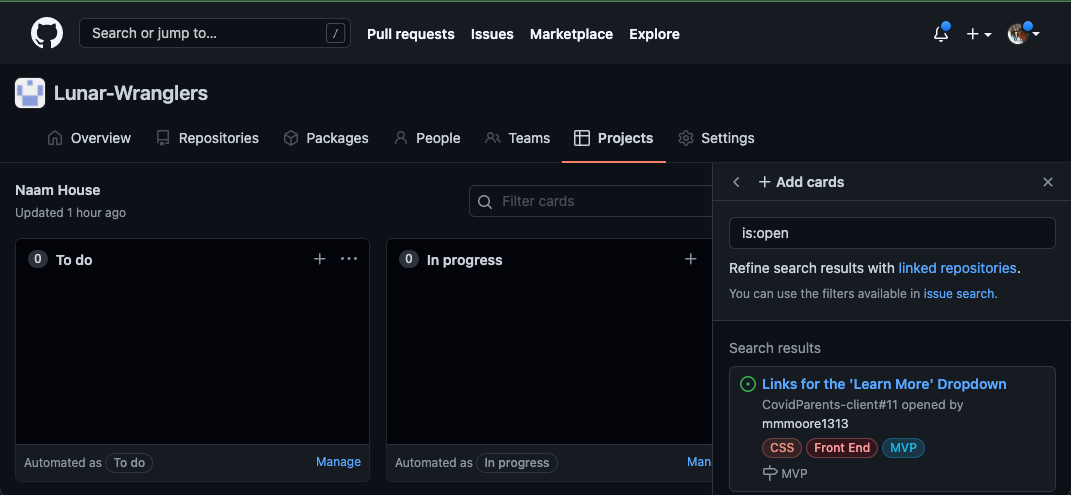 Search or jump to... /
Pull requests Issues Marketplace Explore
Lunar-Wranglers
Overview Repositories Packages People Teams Projects Settings
Naam House
Updated 1 hour ago
Filter cards
0 To do
Automated as To do Manage
0 In progress
Automated as In progress Man
Add cards
is:open
Refine search results with linked repositories.
You can use the filters available in issue search.
Search results
Links for the 'Learn More' Dropdown
CovidParents-client#11 opened by
mmmoore1313
CSS Front End MVP
MVP